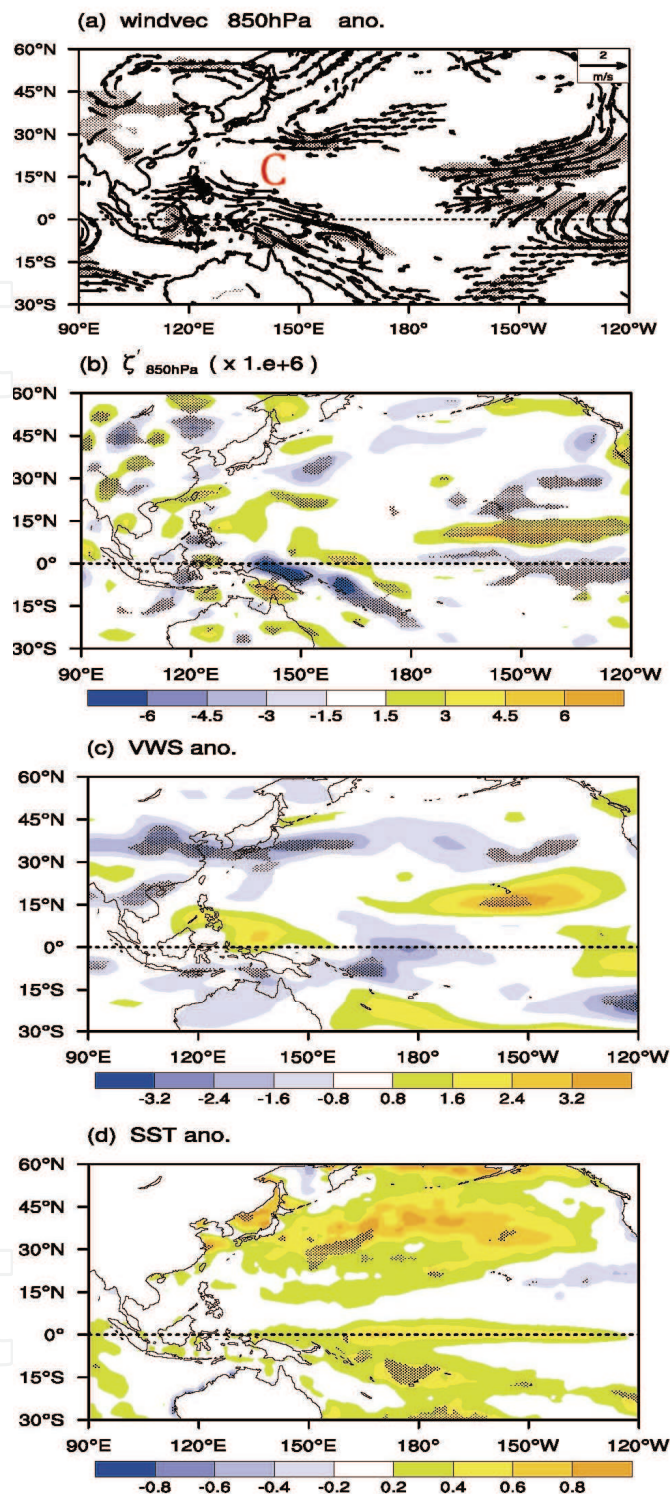 (a) windvec 850hPa ano.
60°N
2
m/s
45°N
30°N
C
15°N
0°
15°S
30°S
90°E 120°E 150°E 180° 150°W 120°W
(b) ζ′ 850hPa ( x 1.e+6)
60°N
45°N
30°N
15°N
0°
15°S
30°S
90°E 120°E 150°E 180° 150°W 120°W
-6 -4.5 -3 -1.5 1.5 3 4.5 6
(c) VWS ano.
60°N
45°N
30°N
15°N
0°
15°S
30°S
90°E 120°E 150°E 180° 150°W 120°W
-3.2 -2.4 -1.6 -0.8 0.8 1.6 2.4 3.2
(d) SST ano.
60°N
45°N
30°N
15°N
0°
15°S
30°S
90°E 120°E 150°E 180° 150°W 120°W
-0.8 -0.6 -0.4 -0.2 0.2 0.4 0.6 0.8